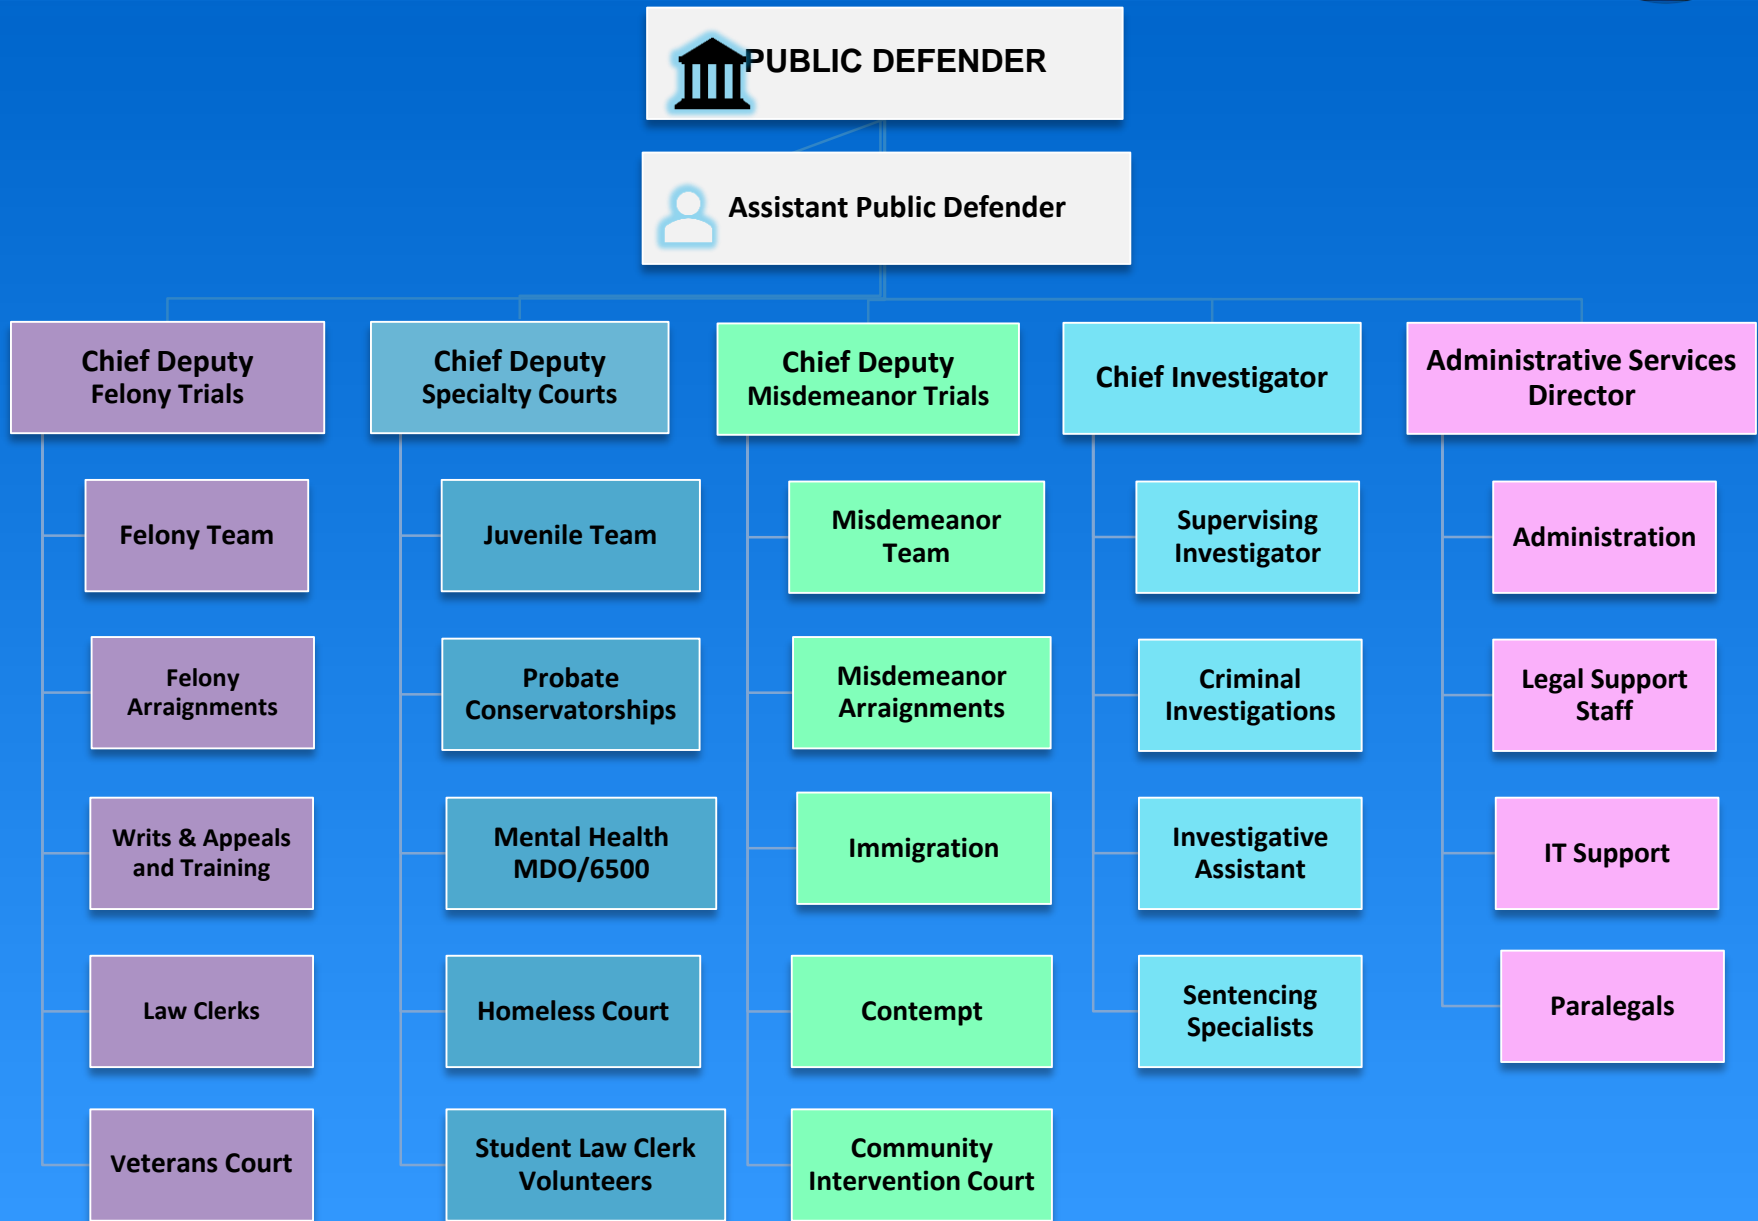 PUBLIC DEFENDER
Assistant Public Defender
Chief Deputy
Felony Trials
Chief Deputy
Specialty Courts
Chief Deputy
Misdemeanor Trials
Chief Investigator
Administrative Services
Director
Felony Team
Juvenile Team
Misdemeanor
Team
Supervising
Investigator
Administration
Felony
Arraignments
Probate
Conservatorships
Misdemeanor
Arraignments
Criminal
Investigations
Legal Support
Staff
Writs & Appeals
and Training
Mental Health
MDO/6500
Immigration
Investigative
Assistant
IT Support
Law Clerks
Homeless Court
Contempt
Sentencing
Specialists
Paralegals
Veterans Court
Student Law Clerk
Volunteers
Community
Intervention Court